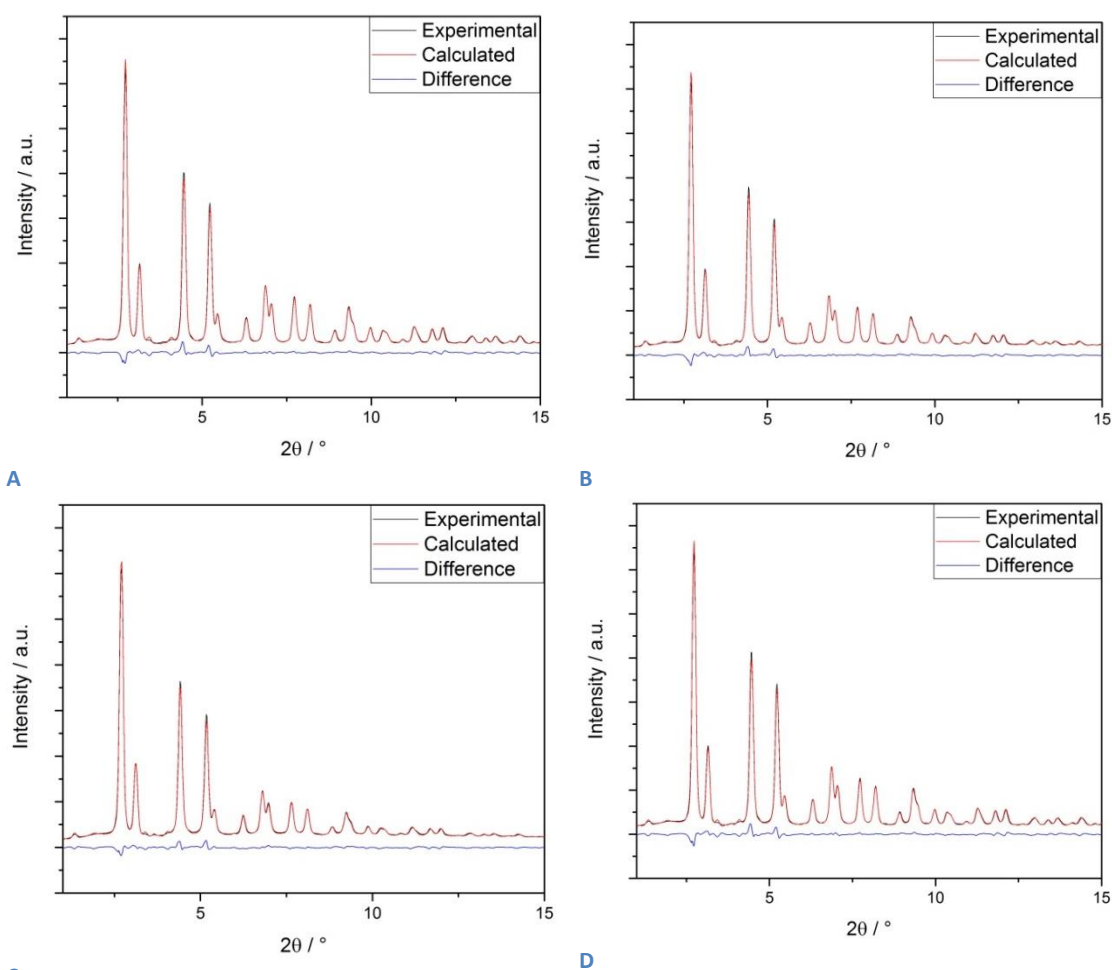 Experimental
Calculated
Difference
Intensity / a.u.
5
10
15
2θ / °
A
Experimental
Calculated
Difference
Intensity / a.u.
5
10
15
2θ / °
B
Experimental
Calculated
Difference
Intensity / a.u.
5
10
15
2θ / °
Experimental
Calculated
Difference
Intensity / a.u.
5
10
15
2θ / °
D